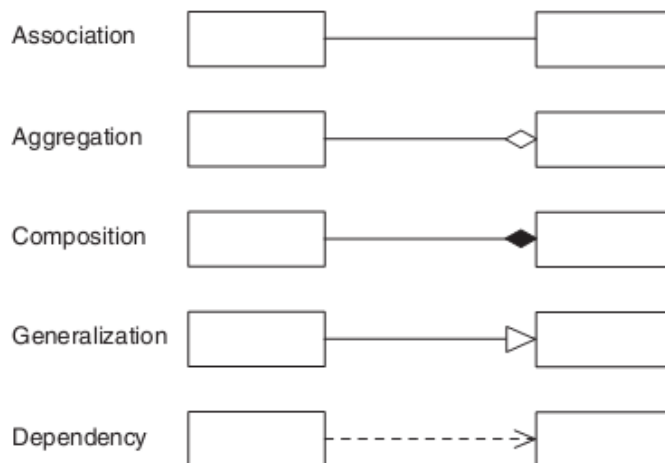 Association
Aggregation
Composition
Generalization
Dependency